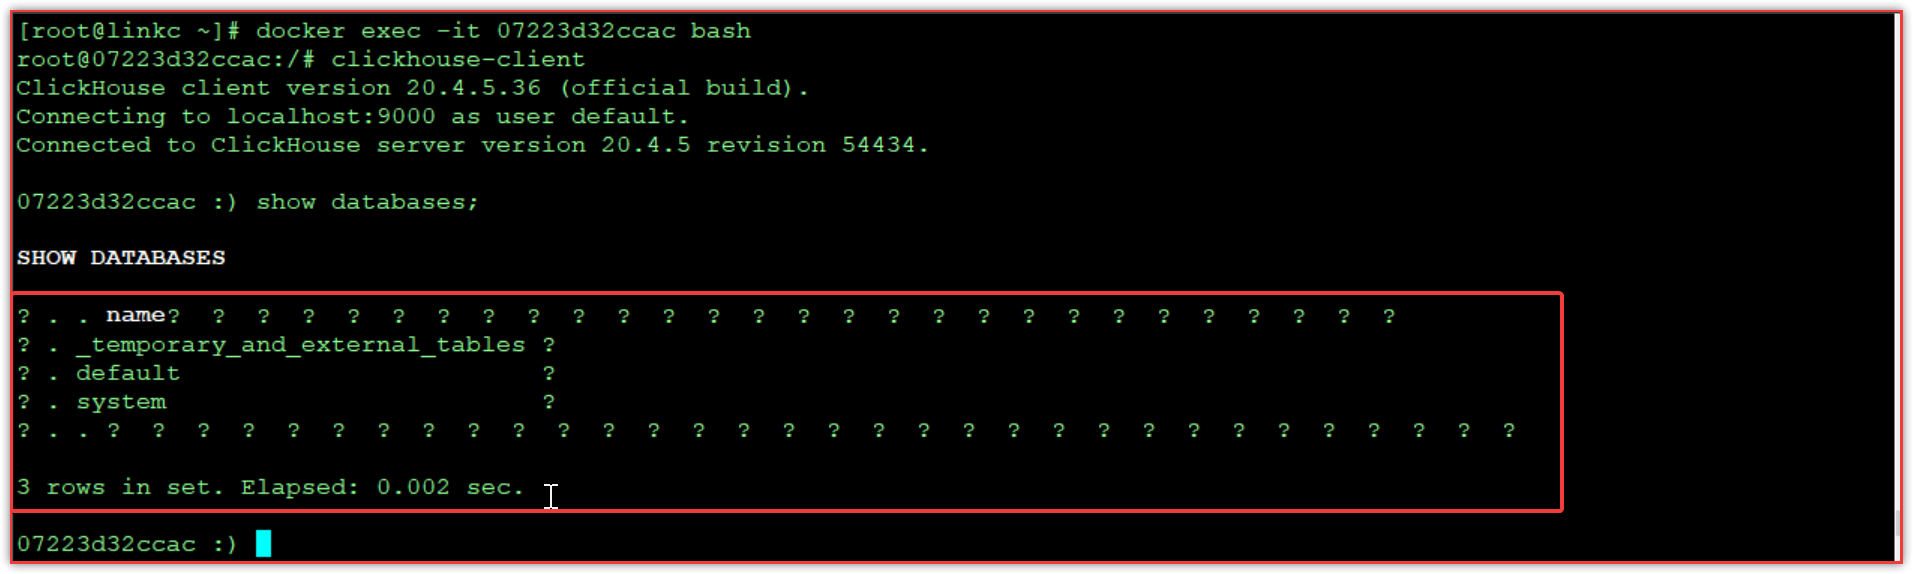 [root@linkc ~]# docker exec -it 07223d32ccac bash
root@07223d32ccac:/# clickhouse-client
ClickHouse client version 20.4.5.36 (official build).
Connecting to localhost:9000 as user default.
Connected to ClickHouse server version 20.4.5 revision 54434.
07223d32ccac :) show databases;
SHOW DATABASES
? . . name? ? ? ? ? ? ? ? ? ? ? ? ? ? ? ? ? ? ? ? ? ? ? ? ? ? ? ?
? . _temporary_and_external_tables ?
? . default ?
? . system ?
? . . ? ? ? ? ? ? ? ? ? ? ? ? ? ? ? ? ? ? ? ? ? ? ? ? ? ? ? ? ? ? ? ?
3 rows in set. Elapsed: 0.002 sec.
07223d32ccac :)